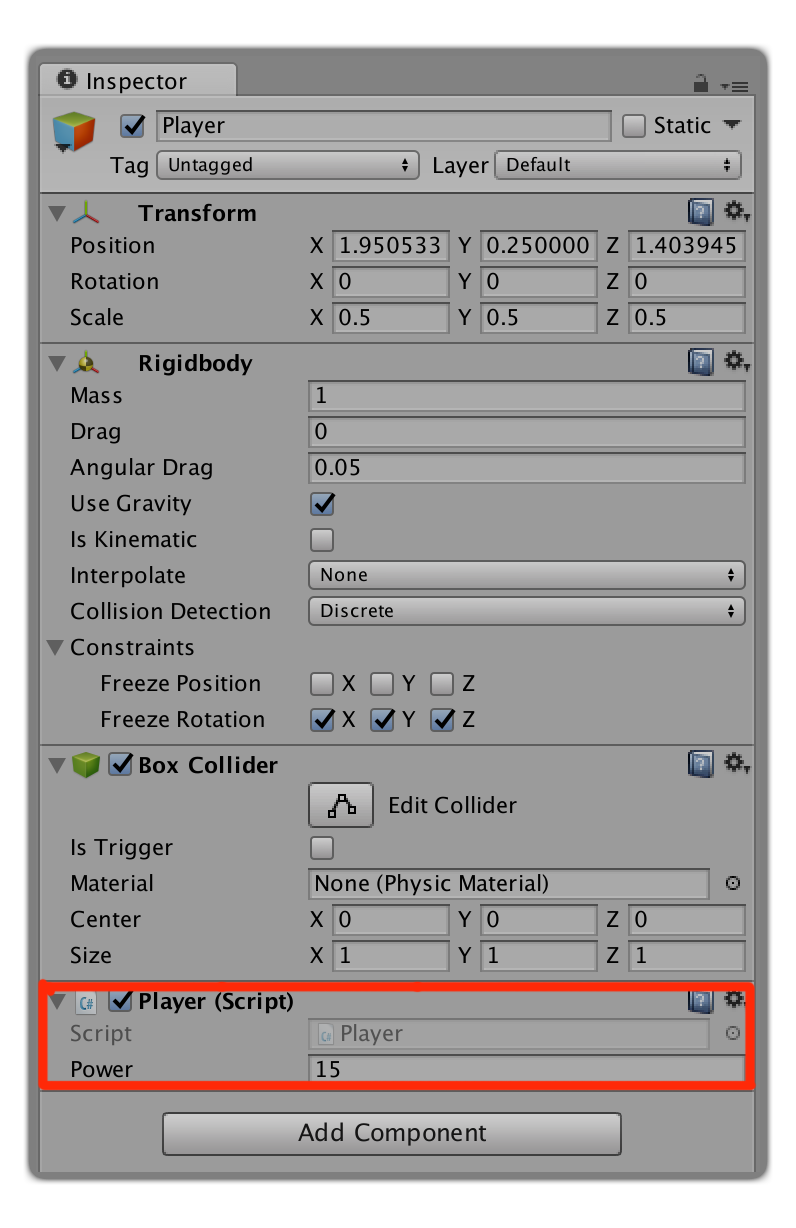 Inspector
Player Static
Tag Untagged Layer Default
Transform
Position X 1.950533 Y 0.250000 Z 1.403945
Rotation X 0 Y 0 Z 0
Scale X 0.5 Y 0.5 Z 0.5
Rigidbody
Mass 1
Drag 0
Angular Drag 0.05
Use Gravity
Is Kinematic
Interpolate None
Collision Detection Discrete
Constraints
Freeze Position X Y Z
Freeze Rotation X Y Z
Box Collider
Edit Collider
Is Trigger
Material None (Physic Material)
Center X 0 Y 0 Z 0
Size X 1 Y 1 Z 1
C# Player (Script)
Script C# Player
Power 15
Add Component